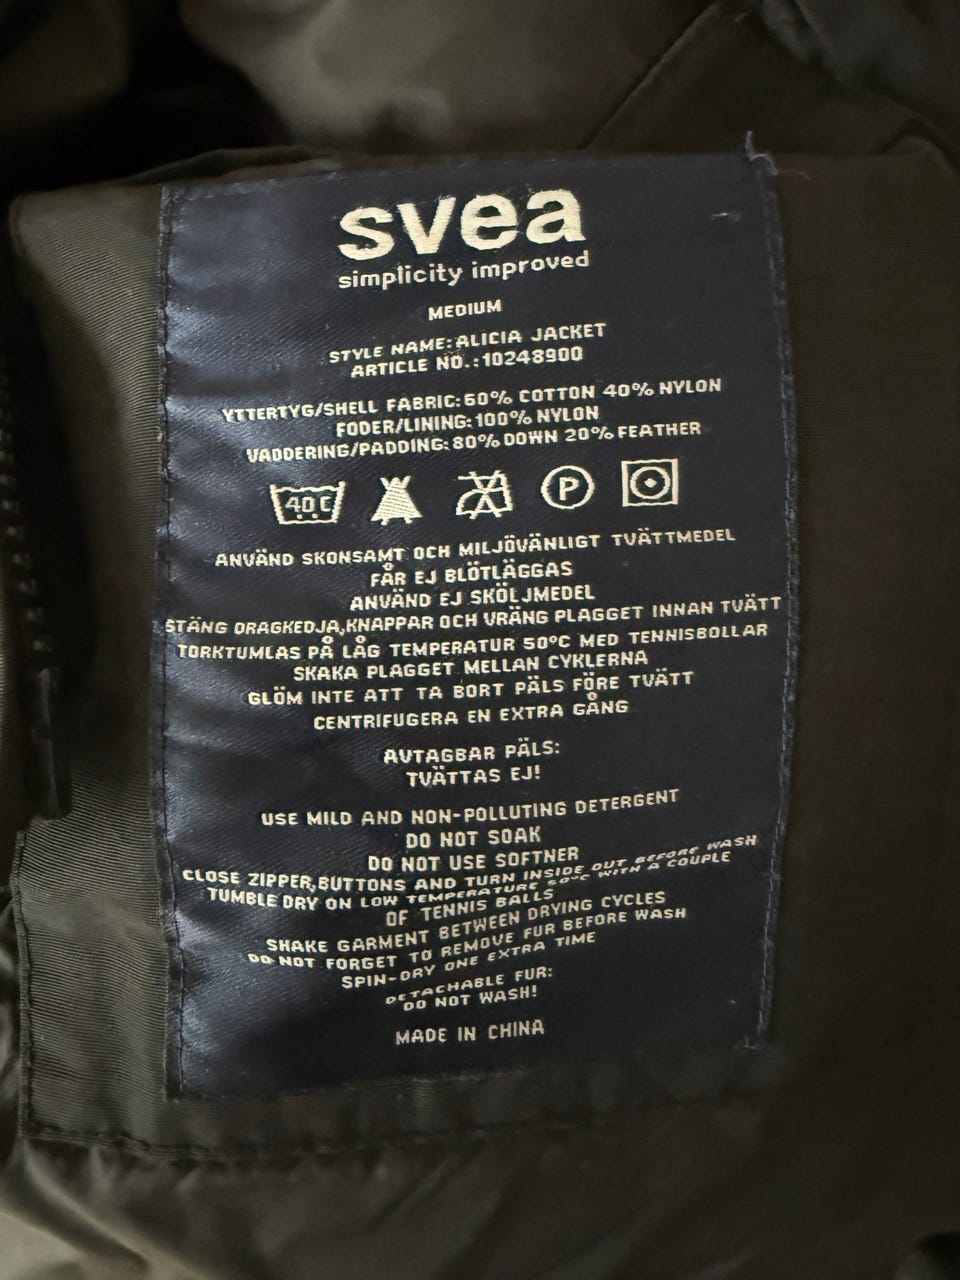 svea
simplicity improved
MEDIUM
STYLE NAME:ALICIA JACKET
ARTICLE NO.:10248900
YTTERTYG/SHELL FABRIC:60% COTTON 40% NYLON
FODER/LINING:100% NYLON
VADDERING/PADDING:80% DOWN 20% FEATHER
40C P
ANVÄND SKONSAMT OCH MILJÖVÄNLIGT TVÄTTMEDEL
FÅR EJ BLÖTLÄGGAS
ANVÄND EJ SKÖLJMEDEL
STÄNG DRAGKEDJA,KNAPPAR OCH VRÄNG PLAGGET INNAN TVÄTT
TORKTUMLAS PÅ LÅG TEMPERATUR 50°C MED TENNISBOLLAR
SKAKA PLAGGET MELLAN CYKLERNA
GLÖM INTE ATT TA BORT PÄLS FÖRE TVÄTT
CENTRIFUGERA EN EXTRA GÅNG
AVTAGBAR PÄLS:
TVÄTTAS EJ!
USE MILD AND NON-POLLUTING DETERGENT
DO NOT SOAK
DO NOT USE SOFTNER
CLOSE ZIPPER,BUTTONS AND TURN INSIDE OUT BEFORE WASH
TUMBLE DRY ON LOW TEMPERATURE 50°C WITH A COUPLE
OF TENNIS BALLS
SHAKE GARMENT BETWEEN DRYING CYCLES
DO NOT FORGET TO REMOVE FUR BEFORE WASH
SPIN-DRY ONE EXTRA TIME
DETACHABLE FUR:
DO NOT WASH!
MADE IN CHINA